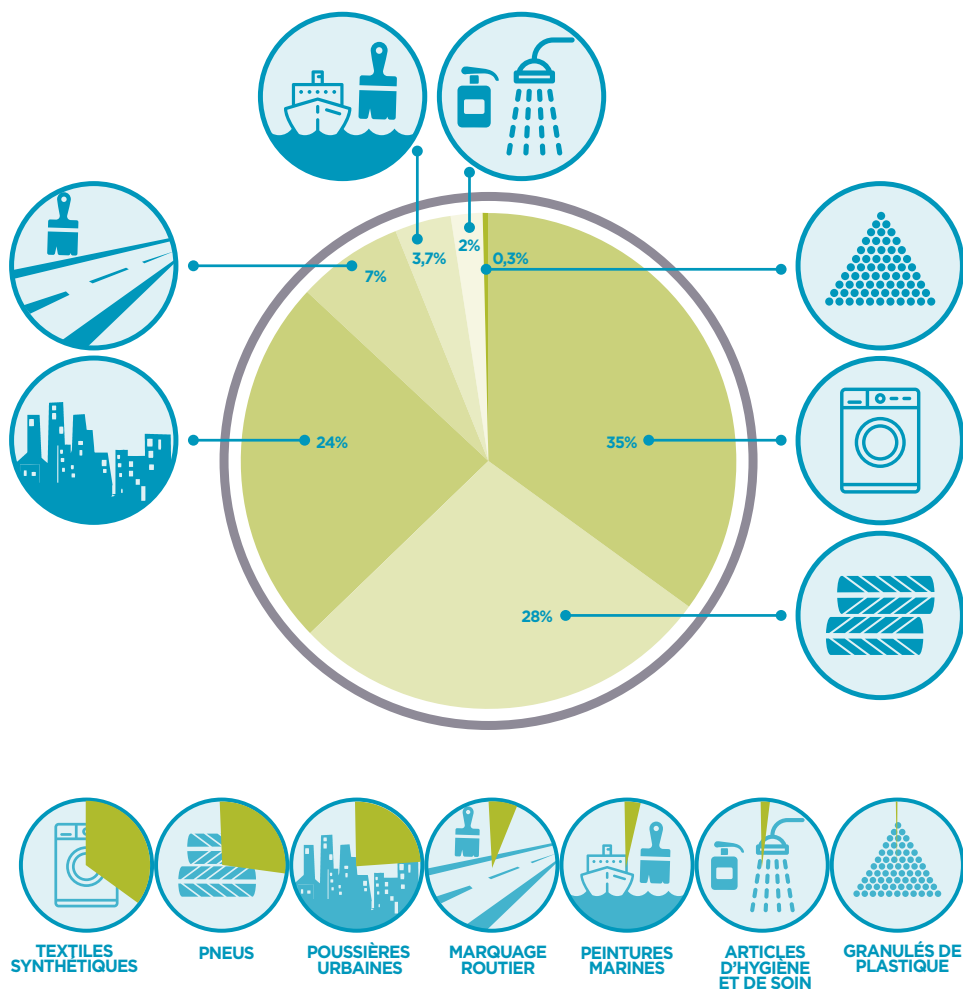 3,7%
2%
0,3%
7%
24%
35%
28%
TEXTILES
SYNTHÉTIQUES
PNEUS
POUSSIÈRES
URBAINES
MARQUAGE
ROUTIER
PEINTURES
MARINES
ARTICLES
D'HYGIÈNE
ET DE SOIN
GRANULÉS DE
PLASTIQUE